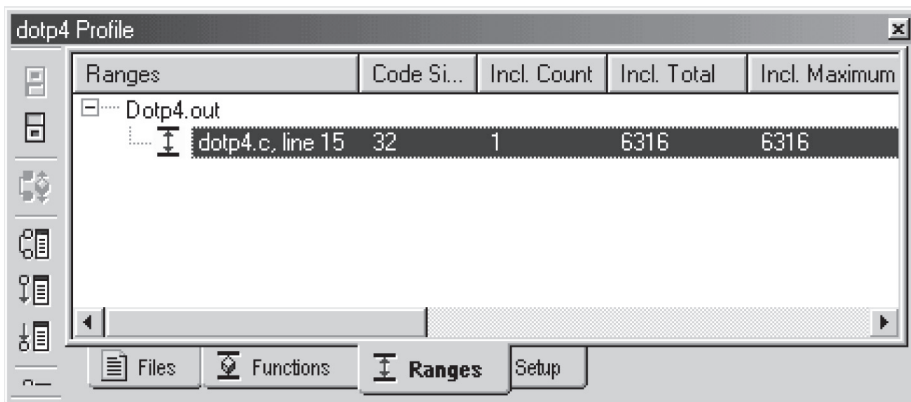 dotp4 Profile
Ranges Code Si... Incl. Count Incl. Total Incl. Maximum
Dotp4.out
dotp4.c, line 15 32 1 6316 6316
Files Functions Ranges Setup